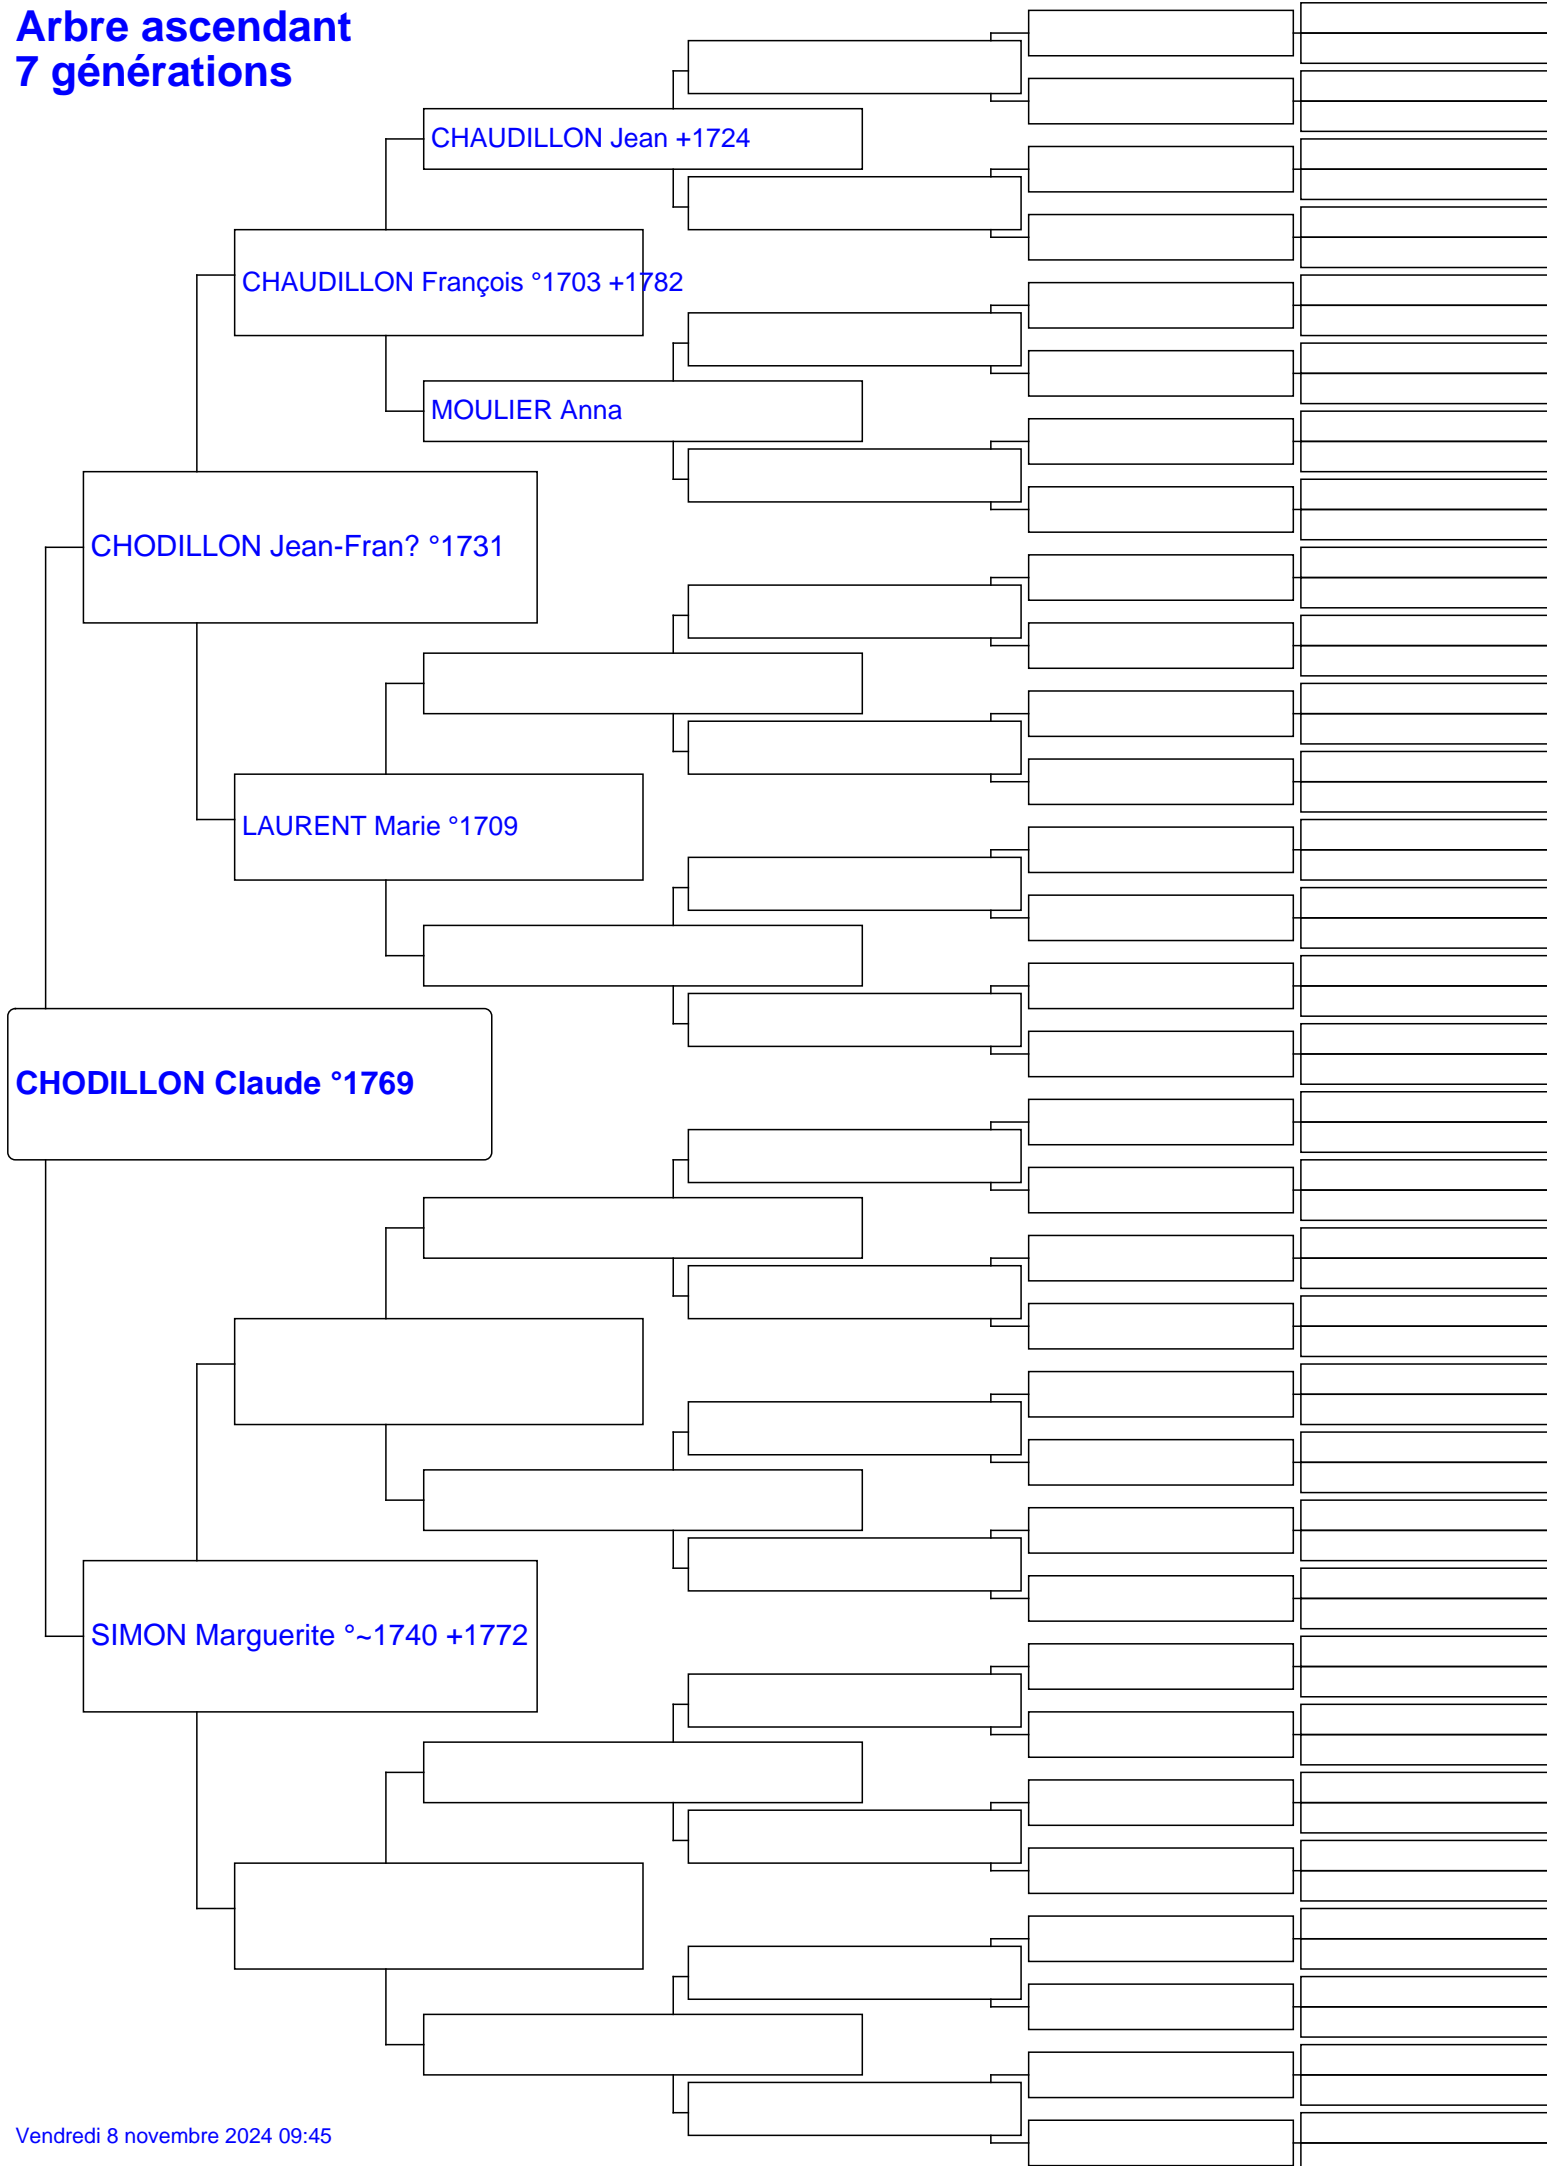 Arbre ascendant
7 générations
CHAUDILLON Jean +1724
CHAUDILLON François °1703 +1782
MOULIER Anna
CHODILLON Jean-Fran? °1731
LAURENT Marie °1709
CHODILLON Claude °1769
SIMON Marguerite °~1740 +1772
Vendredi 8 novembre 2024 09:45